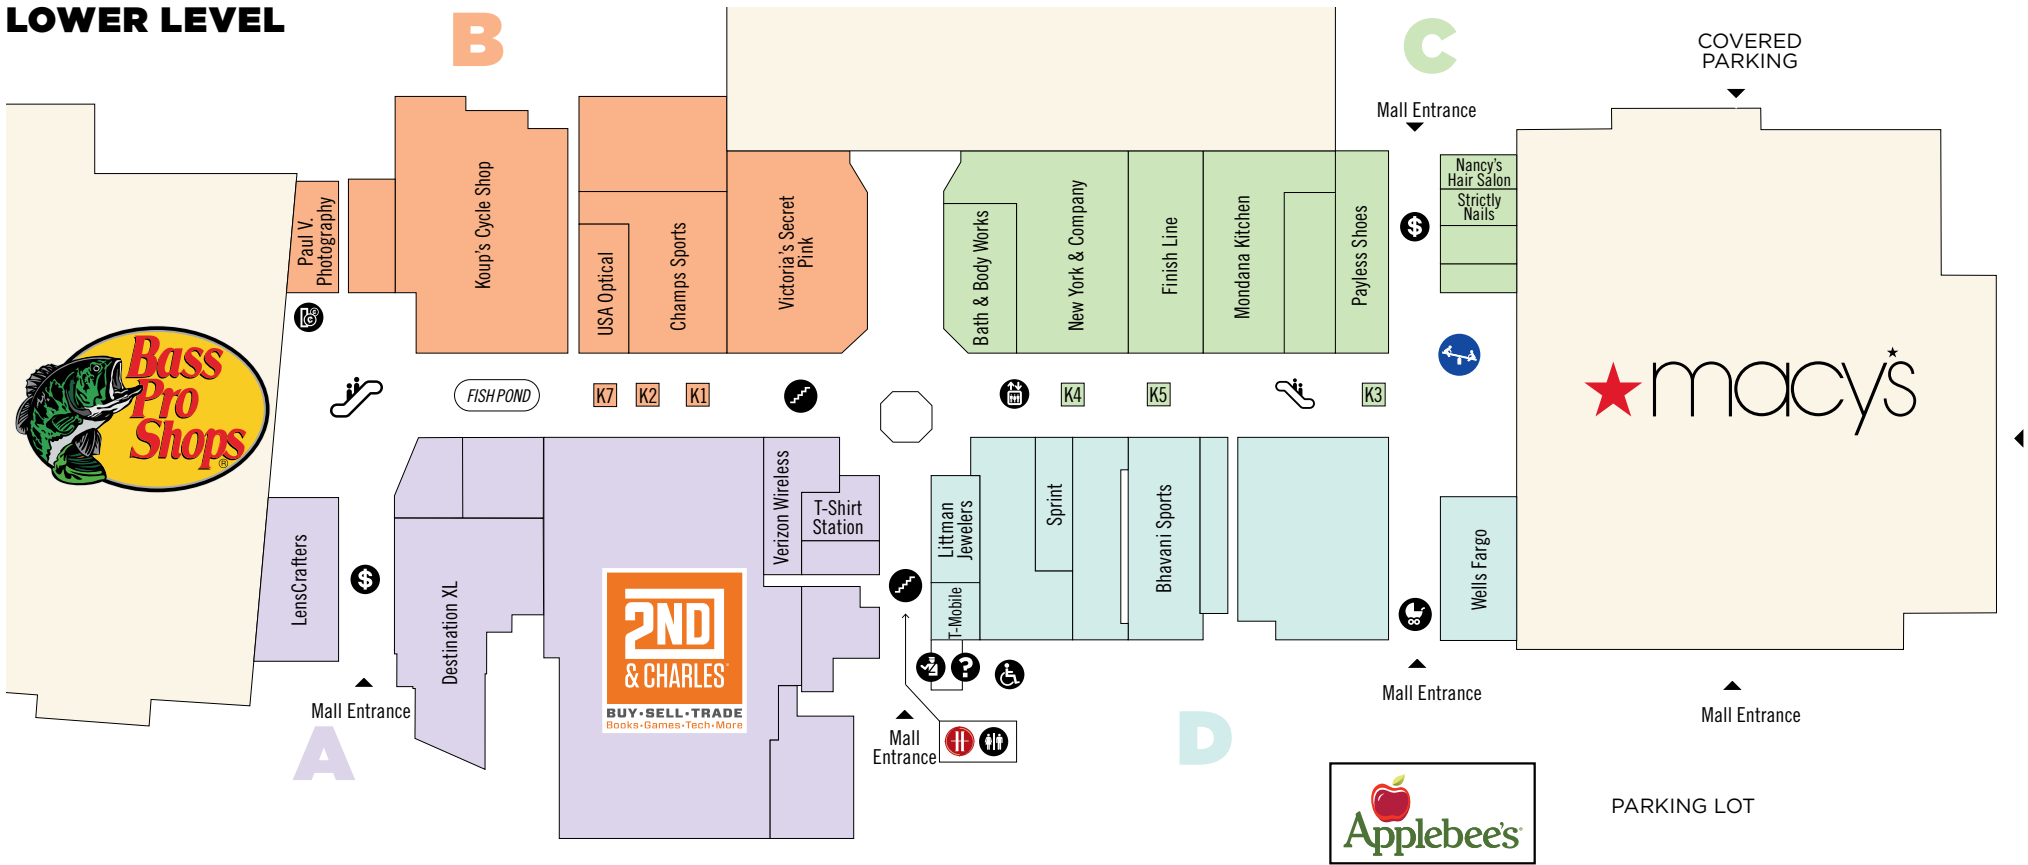 LOWER LEVEL
B
C
COVERED
PARKING
Mall Entrance
Paul V.
Photography
Koup's Cycle Shop
USA Optical
Champs Sports
Victoria's Secret
Pink
Bath & Body Works
New York & Company
Finish Line
Mondana Kitchen
Payless Shoes
Nancy's
Hair Salon
Strictly
Nails
$
Bass
Pro
Shops®
FISH POND
K7
K2
K1
K4
K5
K3
macy's
LensCrafters
$
Destination XL
2ND
& CHARLES
BUY•SELL•TRADE
Books•Games•Tech•More
Verizon Wireless
T-Shirt
Station
Littman
Jewelers
T-Mobile
Sprint
Bhavani Sports
Wells Fargo
?
Mall Entrance
A
Mall
Entrance
D
Mall Entrance
Mall Entrance
Applebee's
PARKING LOT